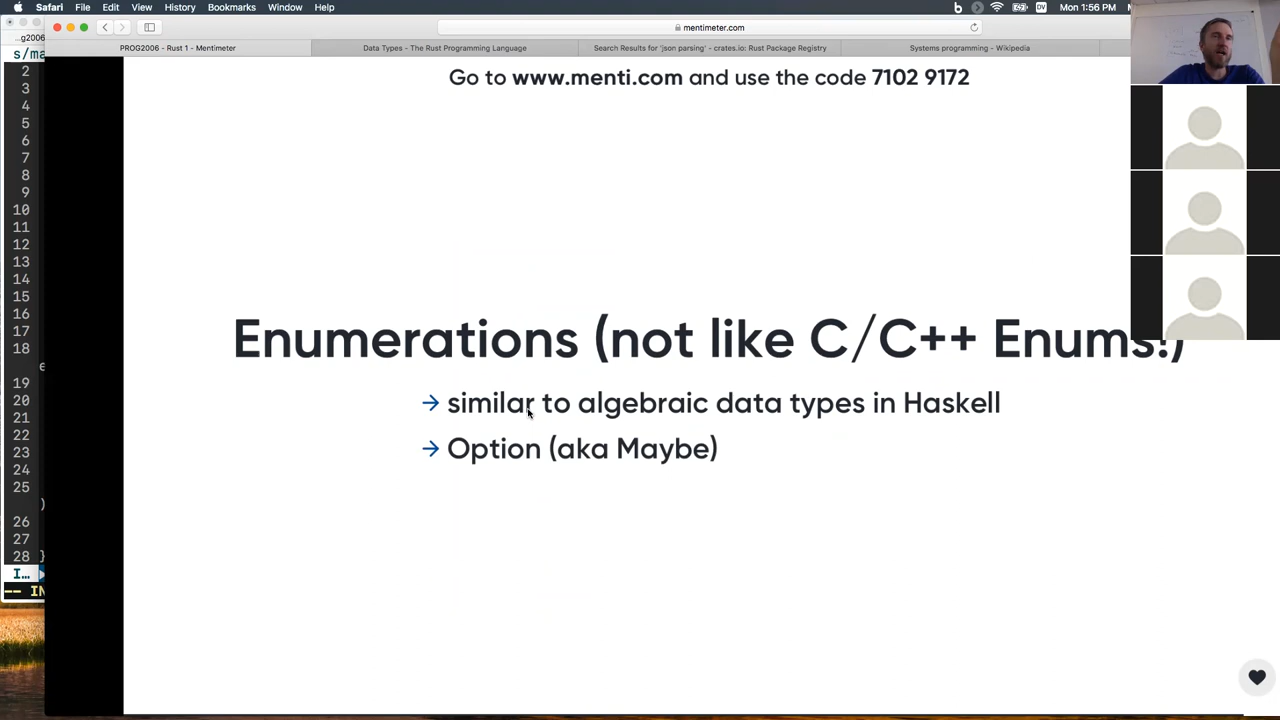 Safari File Edit View History Bookmarks Window Help
Mon 1:56 PM
mentimeter.com
PROG2006 - Rust 1 - Mentimeter
Data Types - The Rust Programming Language
Search Results for 'json parsing' - crates.io: Rust Package Registry
Systems programming - Wikipedia
Go to www.menti.com and use the code 7102 9172
Enumerations (not like C/C++ Enums!)
→ similar to algebraic data types in Haskell
→ Option (aka Maybe)
..g2006
s/ma
2
3
4
5
6
7
8
9
10
11
12
13
14
15
16
17
18
e
19
20
21
22
23
24
25
)
26
27
28 }
I…
-- IN